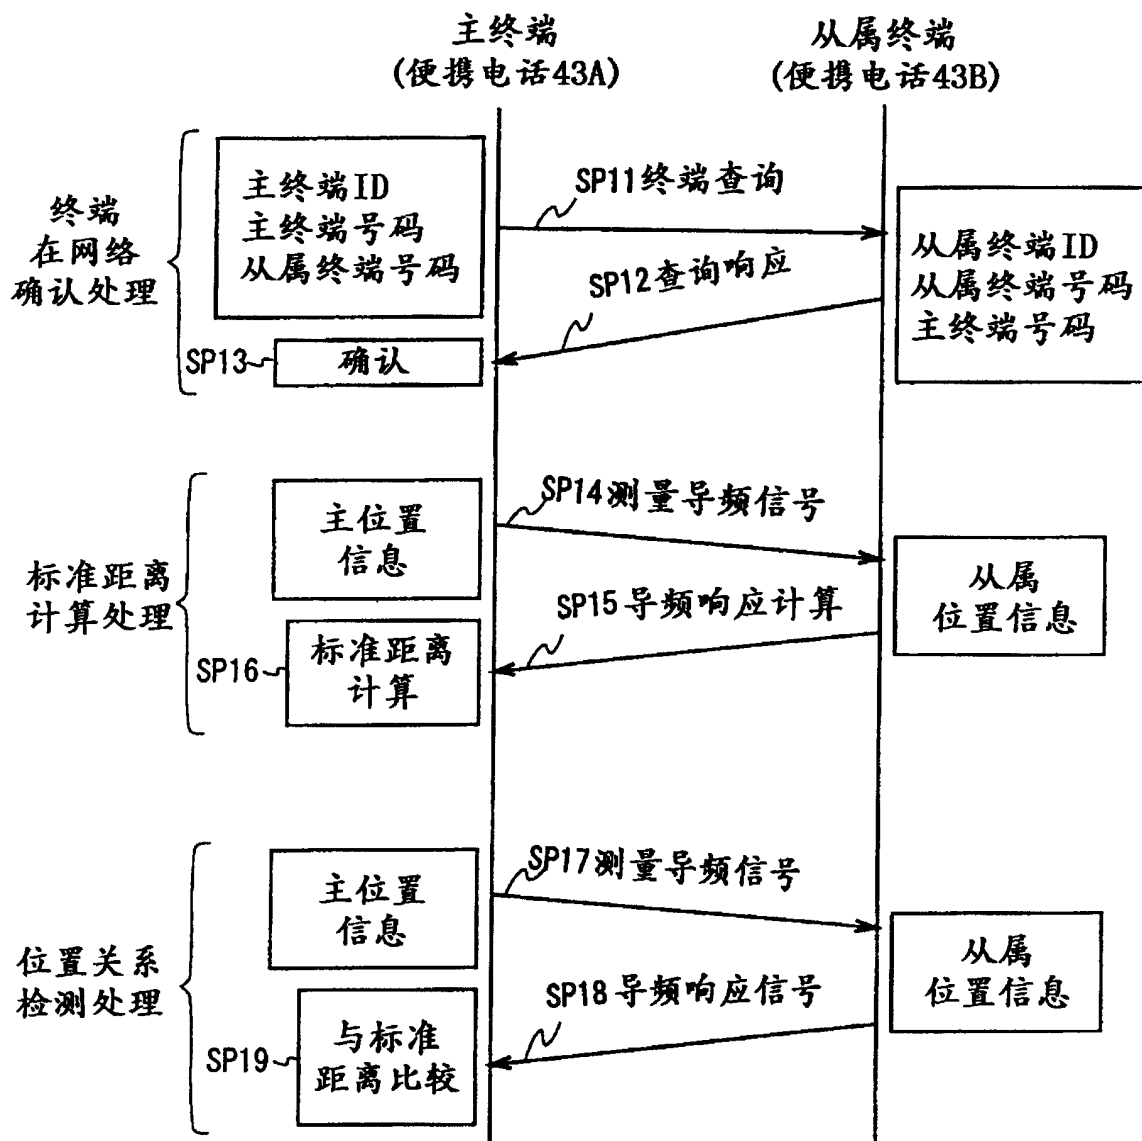 主终端
(便携电话43A)
从属终端
(便携电话43B)
终端
在网络
确认处理
主终端ID
主终端号码
从属终端号码
SP11终端查询
从属终端ID
从属终端号码
主终端号码
SP12查询响应
SP13
确认
标准距离
计算处理
主位置
信息
SP14测量导频信号
从属
位置信息
SP15导频响应计算
SP16
标准距离
计算
位置关系
检测处理
主位置
信息
SP17测量导频信号
从属
位置信息
SP18导频响应信号
SP19
与标准
距离比较